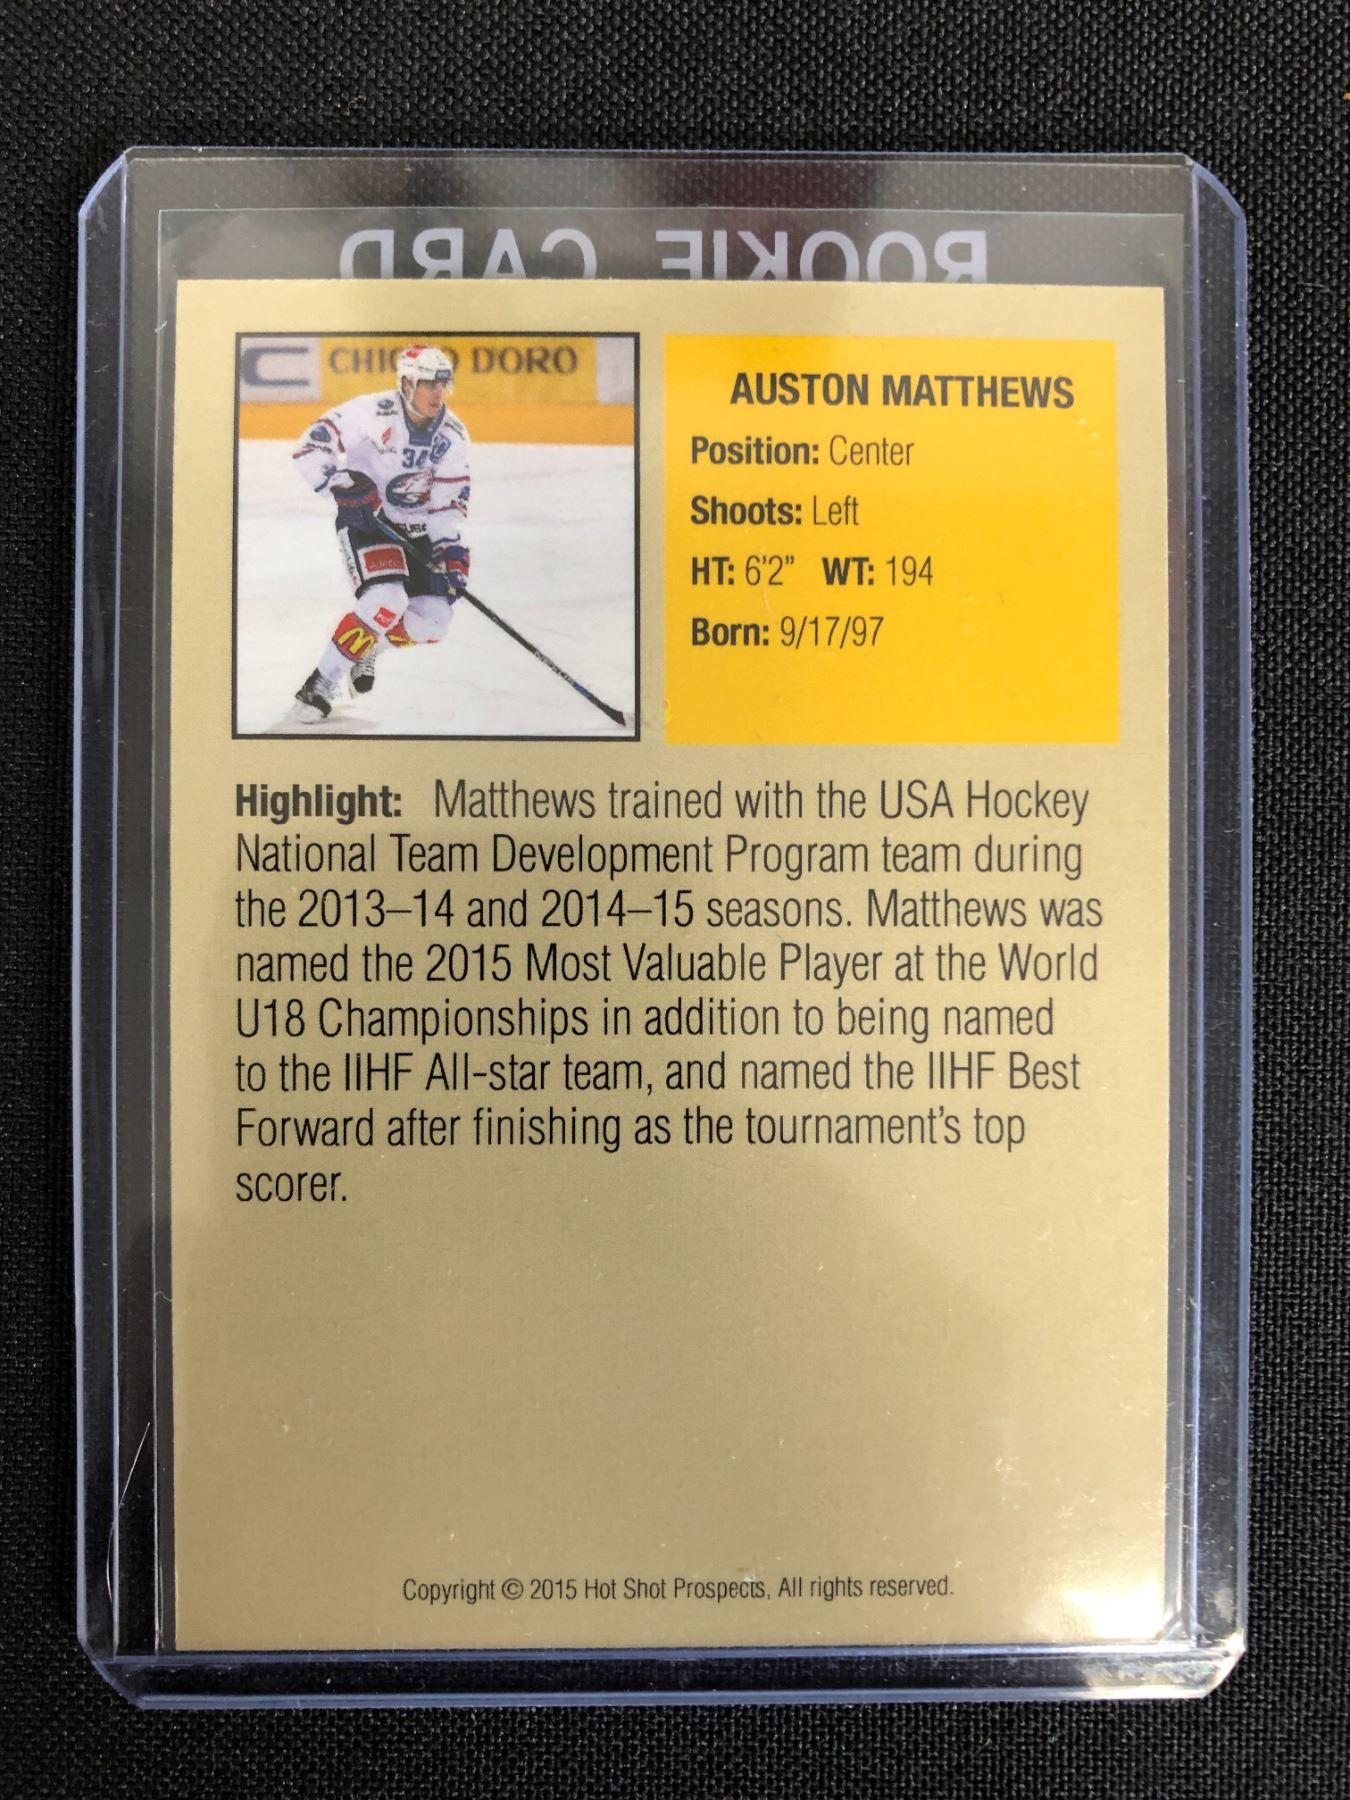 ROOKIE CARD
CHI O D'ORO
34
AUSTON MATTHEWS
Position: Center
Shoots: Left
HT: 6'2" WT: 194
Born: 9/17/97
Highlight: Matthews trained with the USA Hockey
National Team Development Program team during
the 2013–14 and 2014–15 seasons. Matthews was
named the 2015 Most Valuable Player at the World
U18 Championships in addition to being named
to the IIHF All-star team, and named the IIHF Best
Forward after finishing as the tournament's top
scorer.
Copyright © 2015 Hot Shot Prospects, All rights reserved.